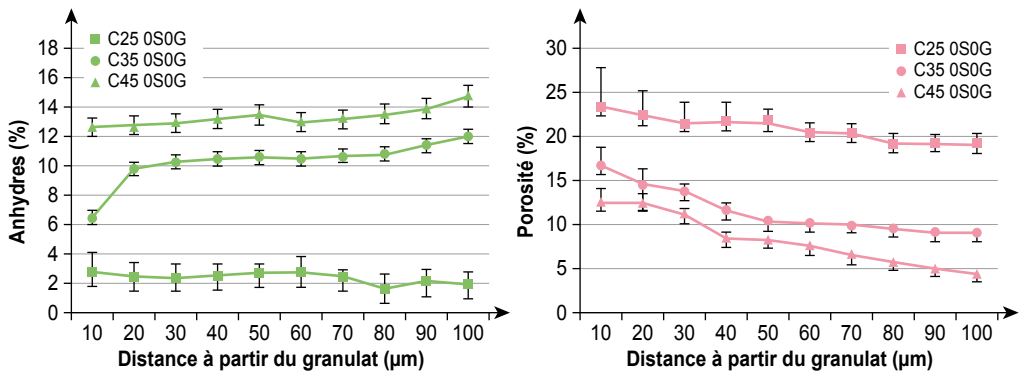 C25 0S0G
C35 0S0G
C45 0S0G
Anhydres (%)
18
16
14
12
10
8
6
4
2
0
10 20 30 40 50 60 70 80 90 100
Distance à partir du granulat (µm)
C25 0S0G
C35 0S0G
C45 0S0G
Porosité (%)
30
25
20
15
10
5
0
10 20 30 40 50 60 70 80 90 100
Distance à partir du granulat (µm)